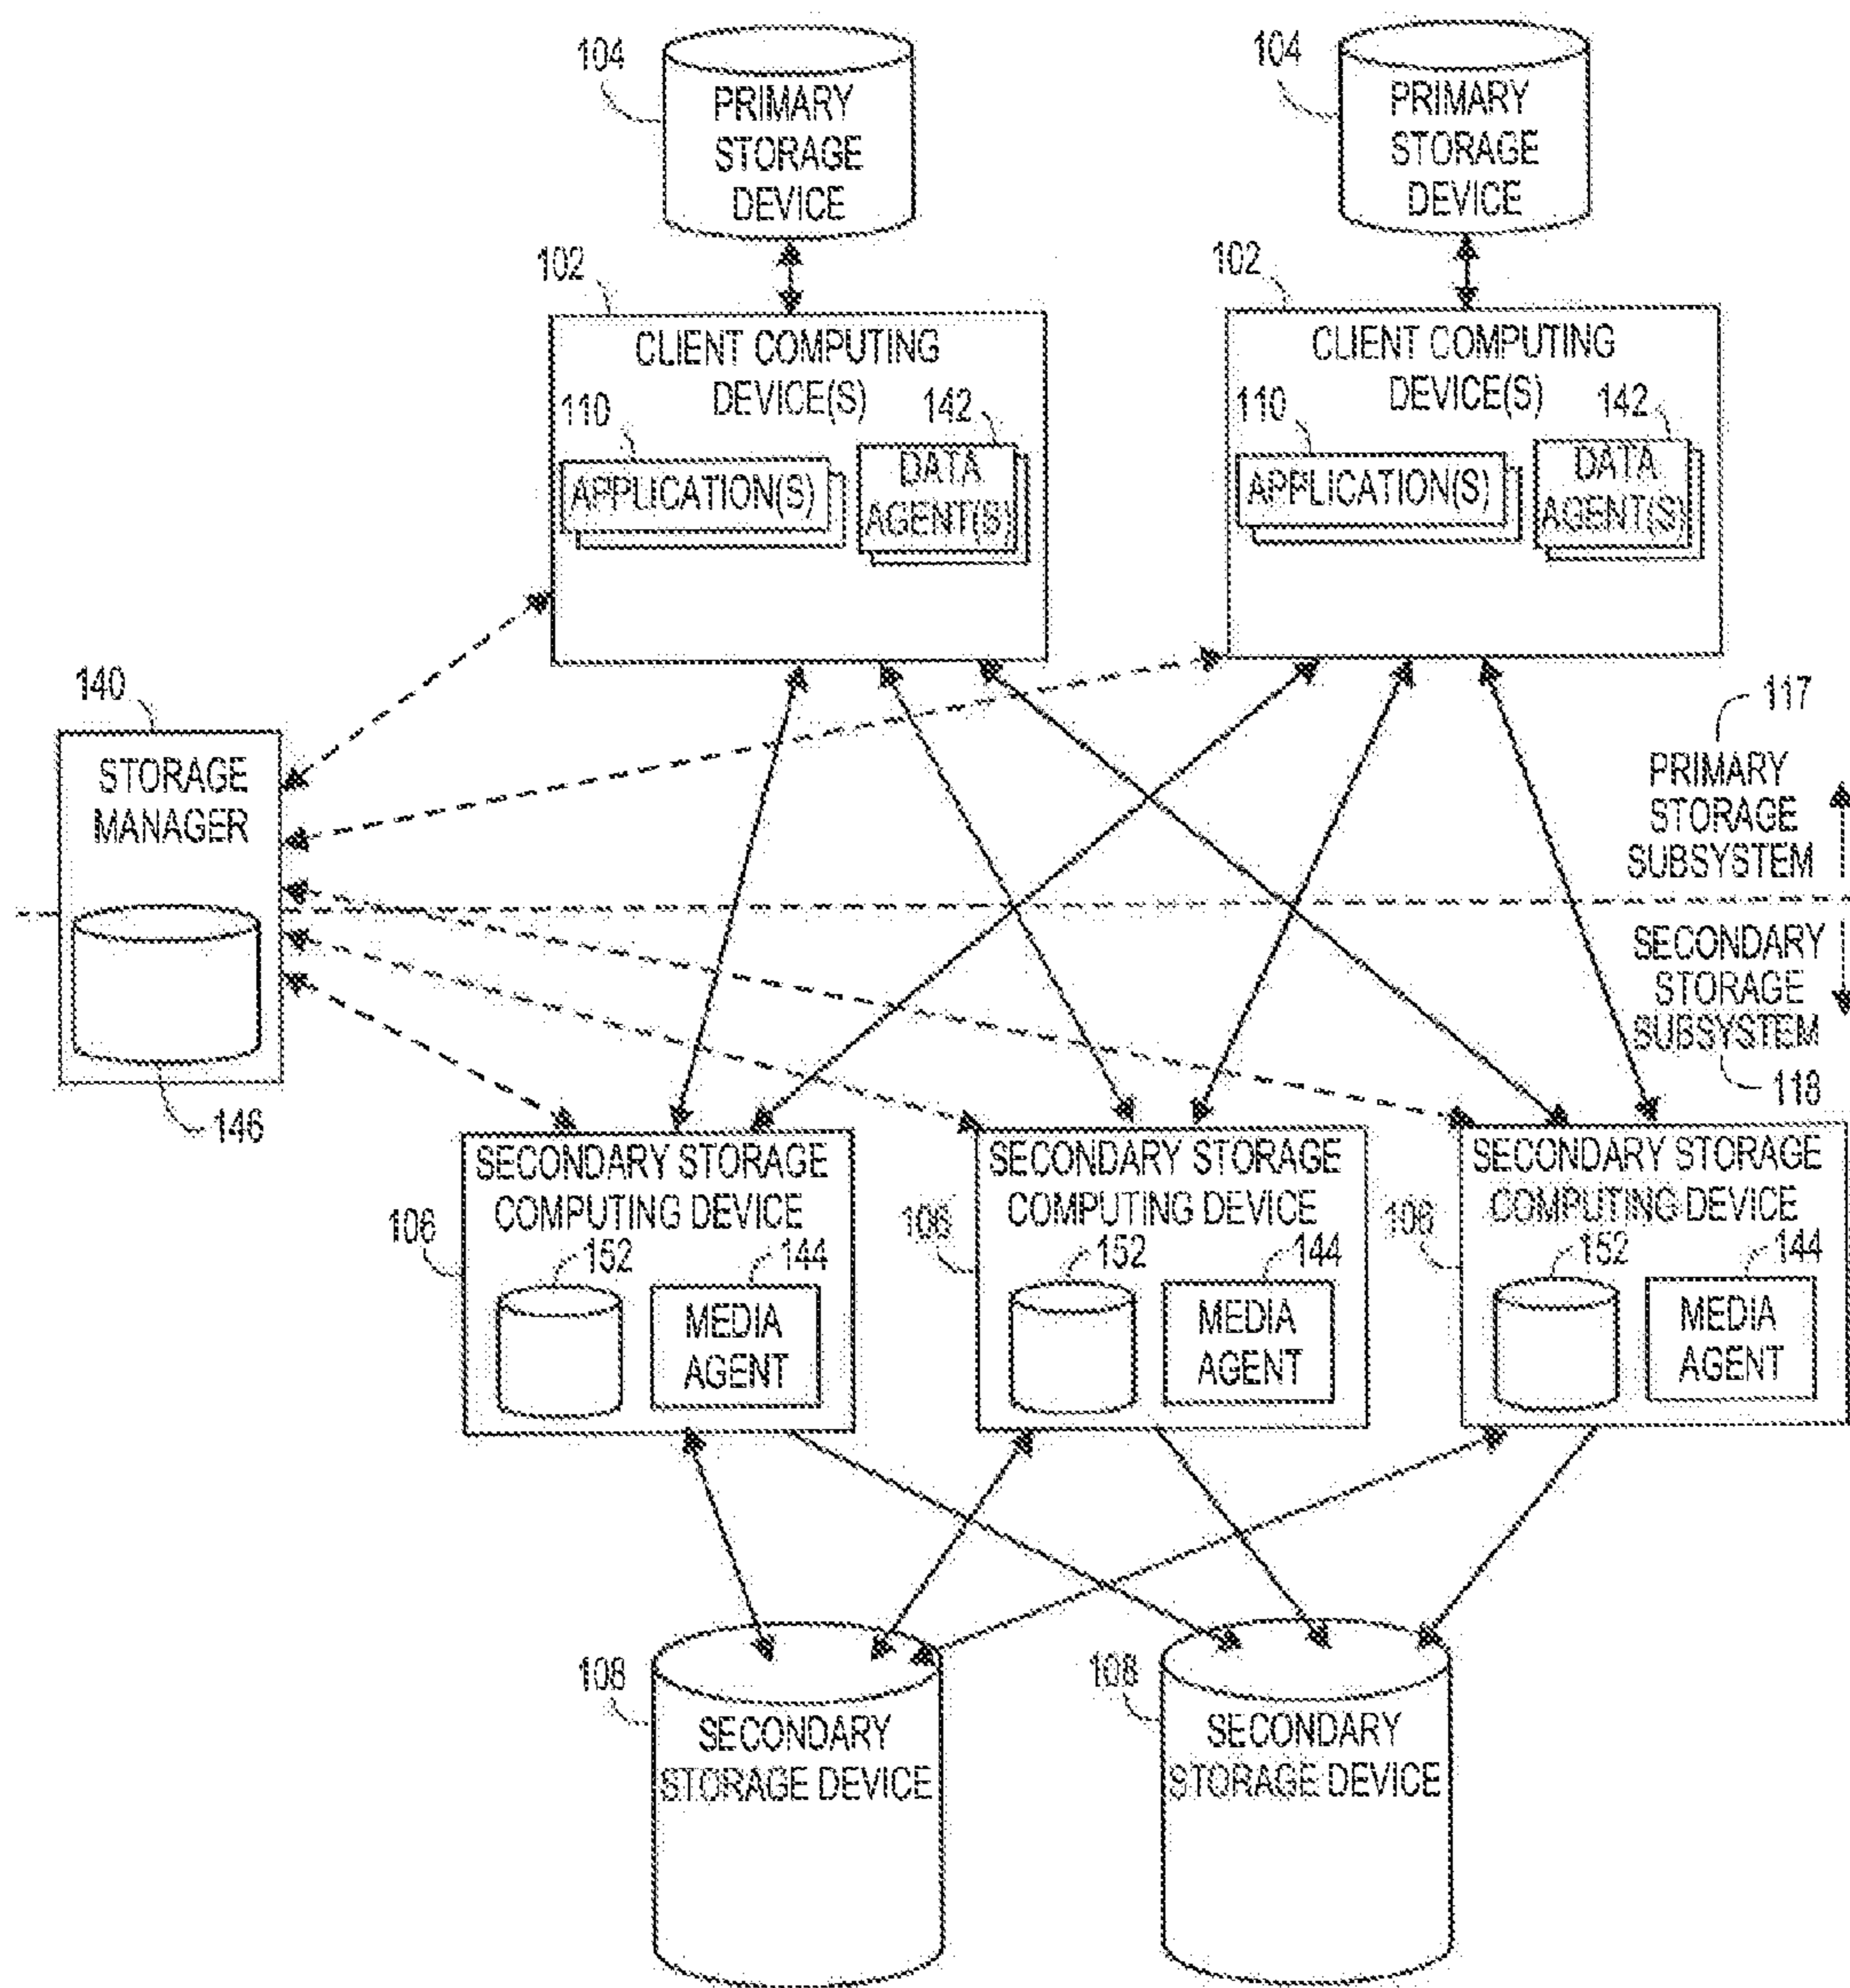 104
PRIMARY
STORAGE
DEVICE
104
PRIMARY
STORAGE
DEVICE
102
CLIENT COMPUTING
DEVICE(S)
110
142
APPLICATION(S)
DATA
AGENT(S)
102
CLIENT COMPUTING
DEVICE(S)
110
142
APPLICATION(S)
DATA
AGENT(S)
140
STORAGE
MANAGER
146
117
PRIMARY
STORAGE
SUBSYSTEM
SECONDARY
STORAGE
SUBSYSTEM
118
SECONDARY STORAGE
COMPUTING DEVICE
106
152
144
MEDIA
AGENT
SECONDARY STORAGE
COMPUTING DEVICE
106
152
144
MEDIA
AGENT
SECONDARY STORAGE
COMPUTING DEVICE
106
152
144
MEDIA
AGENT
108
SECONDARY
STORAGE DEVICE
108
SECONDARY
STORAGE DEVICE